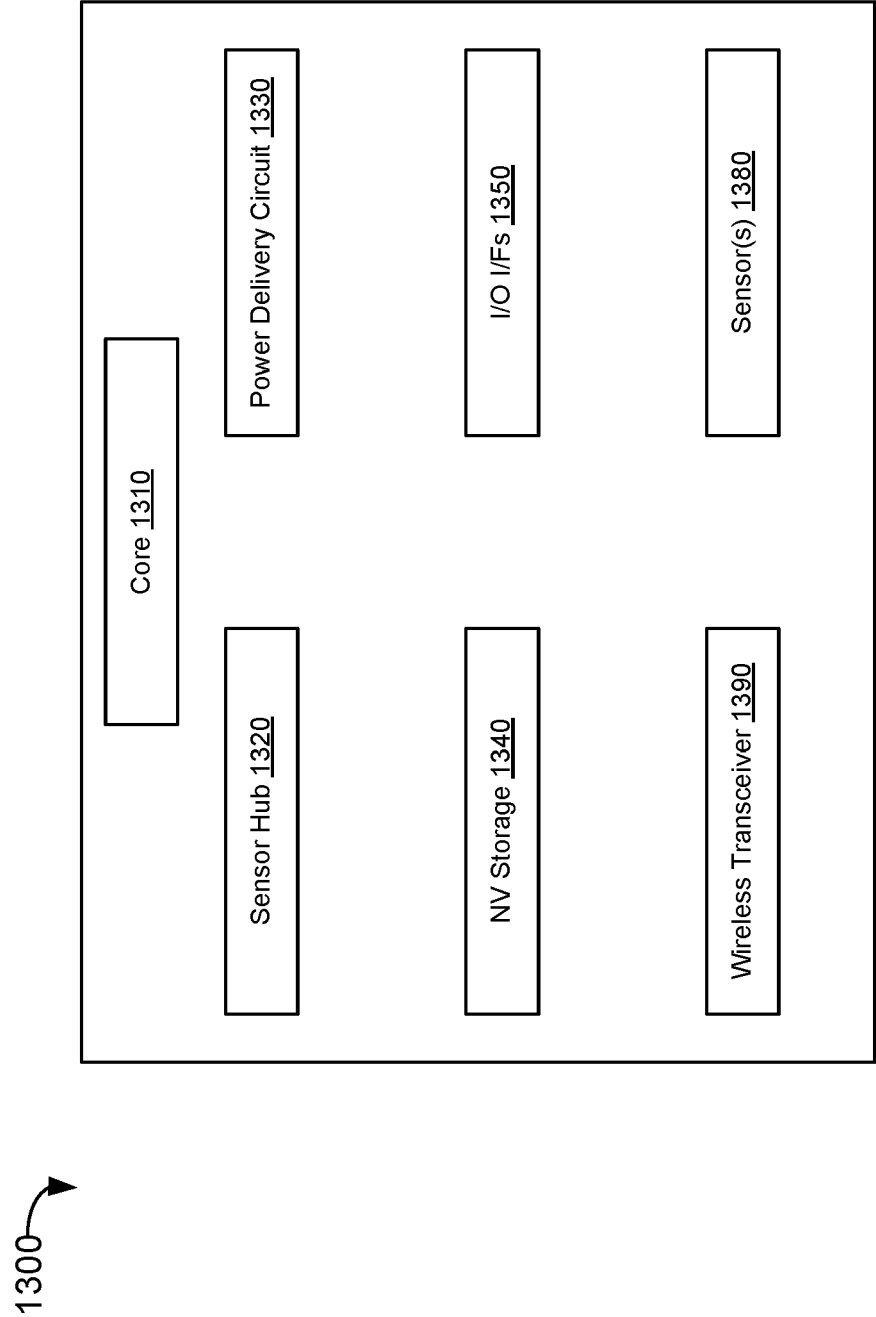 1300
Core 1310
Sensor Hub 1320
Power Delivery Circuit 1330
NV Storage 1340
I/O I/Fs 1350
Wireless Transceiver 1390
Sensor(s) 1380